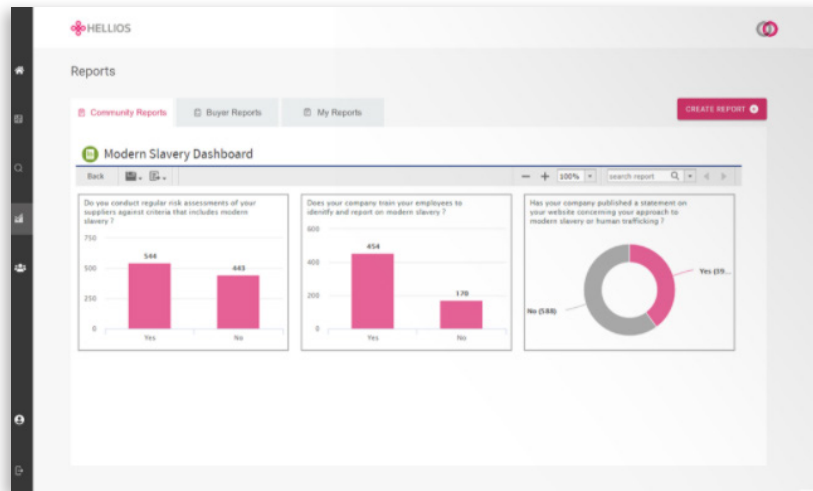 HELLIOS
Reports
Community Reports
Buyer Reports
My Reports
CREATE REPORT
Modern Slavery Dashboard
Back
100%
search report
Do you conduct regular risk assessments of your
suppliers against criteria that includes modern
slavery ?
750
500
250
0
544
443
Yes
No
Does your company train your employees to
identify and report on modern slavery ?
600
400
200
0
454
170
Yes
No
Has your company published a statement on
your website concerning your approach to
modern slavery or human trafficking ?
Yes (39...
No (588)